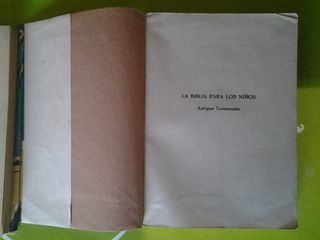 LA BIBLIA PARA LOS NIÑOS
Antiguo Testamento